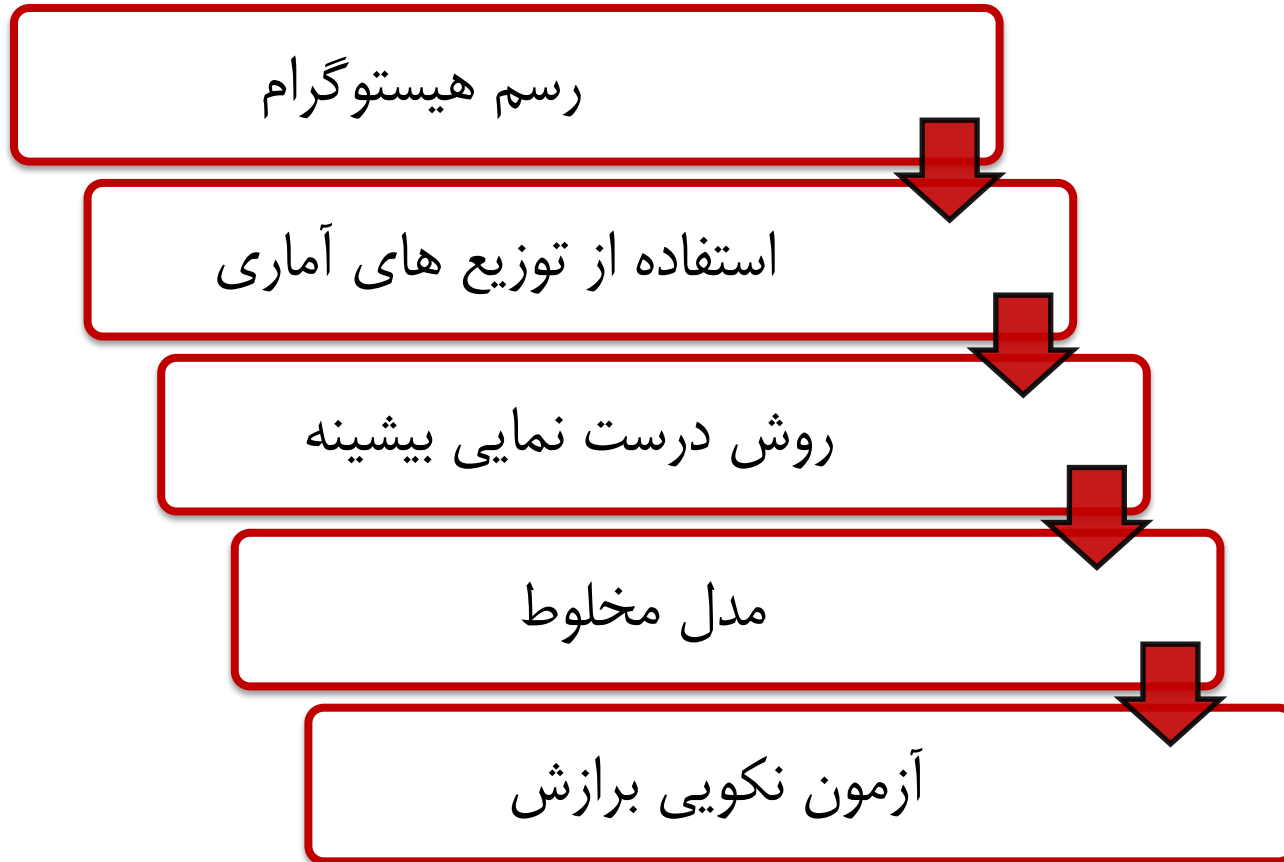 رسم هیستوگرام
استفاده از توزیع های آماری
روش درست نمایی بیشینه
مدل مخلوط
آزمون نکویی برازش